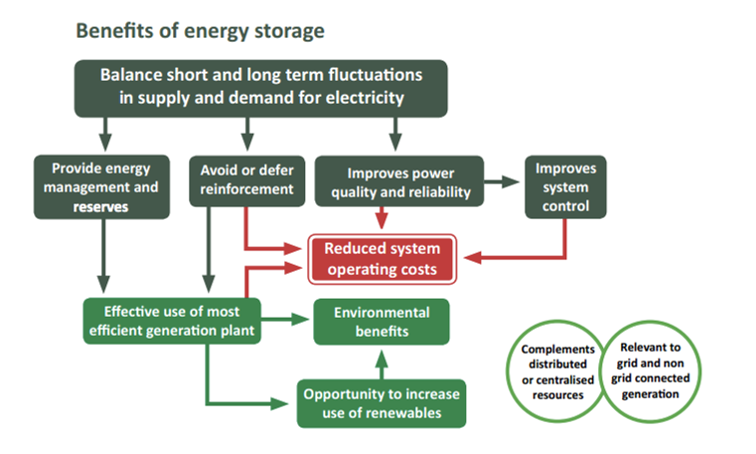 Benefits of energy storage
Balance short and long term fluctuations
in supply and demand for electricity
Provide energy
management and
reserves
Avoid or defer
reinforcement
Improves power
quality and reliability
Improves
system
control
Reduced system
operating costs
Effective use of most
efficient generation plant
Environmental
benefits
Opportunity to increase
use of renewables
Complements
distributed
or centralised
resources
Relevant to
grid and non
grid connected
generation